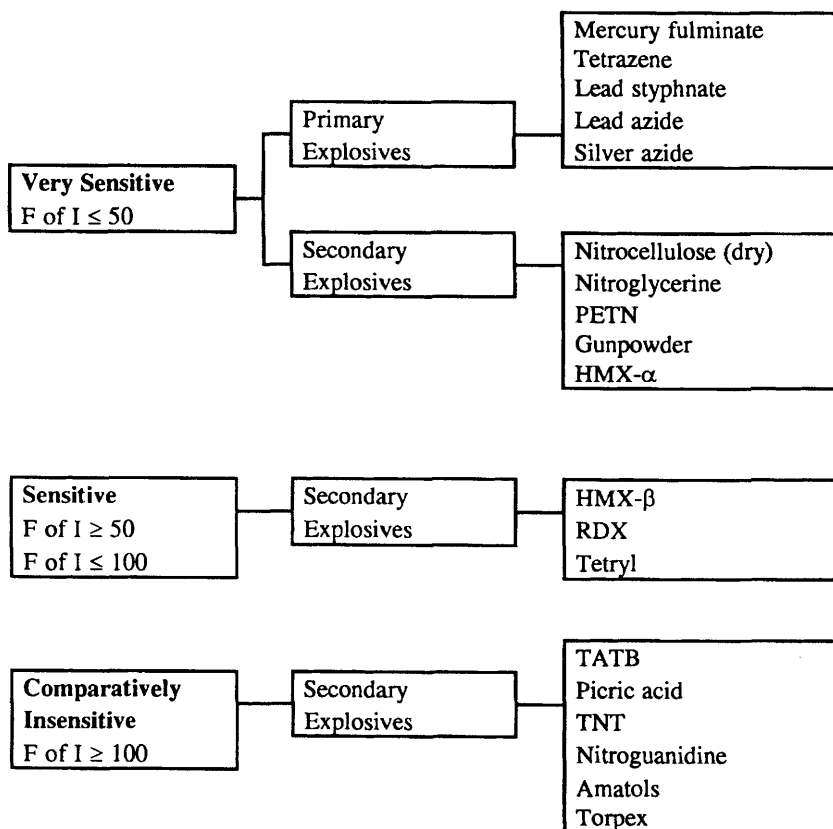 Very Sensitive
F of I ≤ 50
Primary
Explosives
Mercury fulminate
Tetrazene
Lead styphnate
Lead azide
Silver azide
Secondary
Explosives
Nitrocellulose (dry)
Nitroglycerine
PETN
Gunpowder
HMX-α
Sensitive
F of I ≥ 50
F of I ≤ 100
Secondary
Explosives
HMX-β
RDX
Tetryl
Comparatively
Insensitive
F of I ≥ 100
Secondary
Explosives
TATB
Picric acid
TNT
Nitroguanidine
Amatols
Torpex